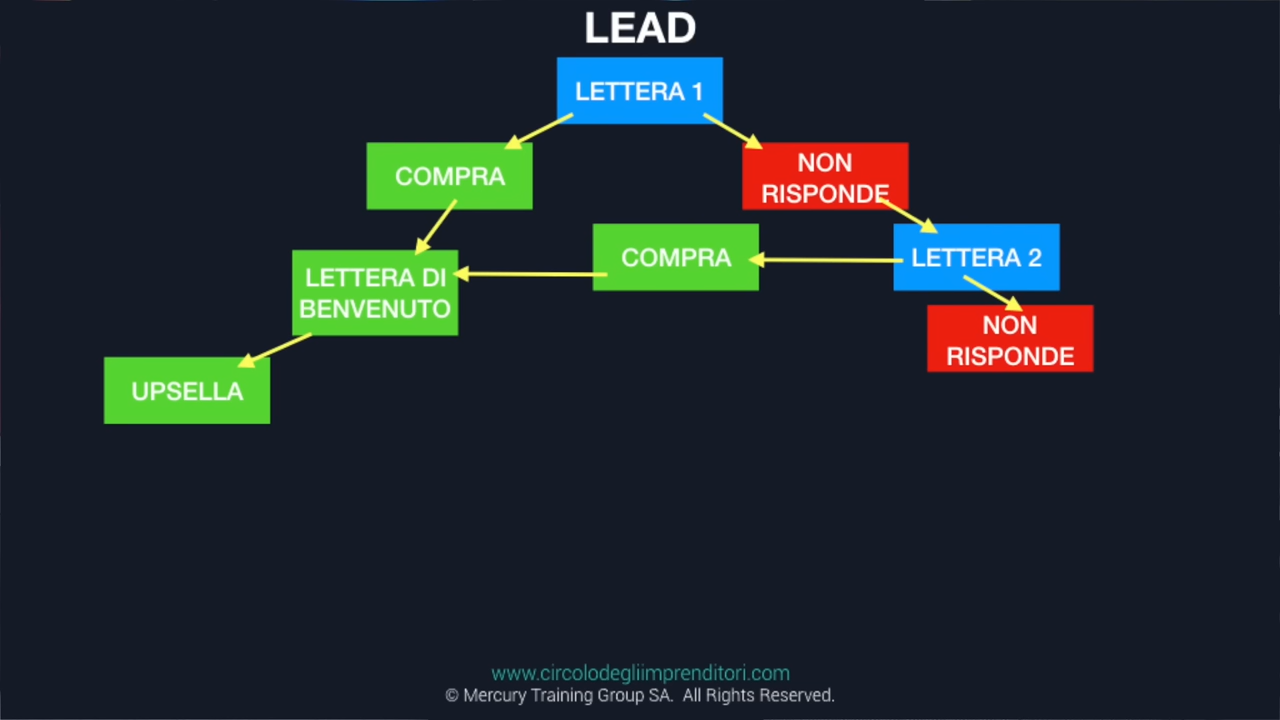 LEAD
LETTERA 1
COMPRA
NON
RISPONDE
COMPRA
LETTERA 2
LETTERA DI
BENVENUTO
NON
RISPONDE
UPSELLA
www.circolodegliimprenditori.com
© Mercury Training Group SA. All Rights Reserved.